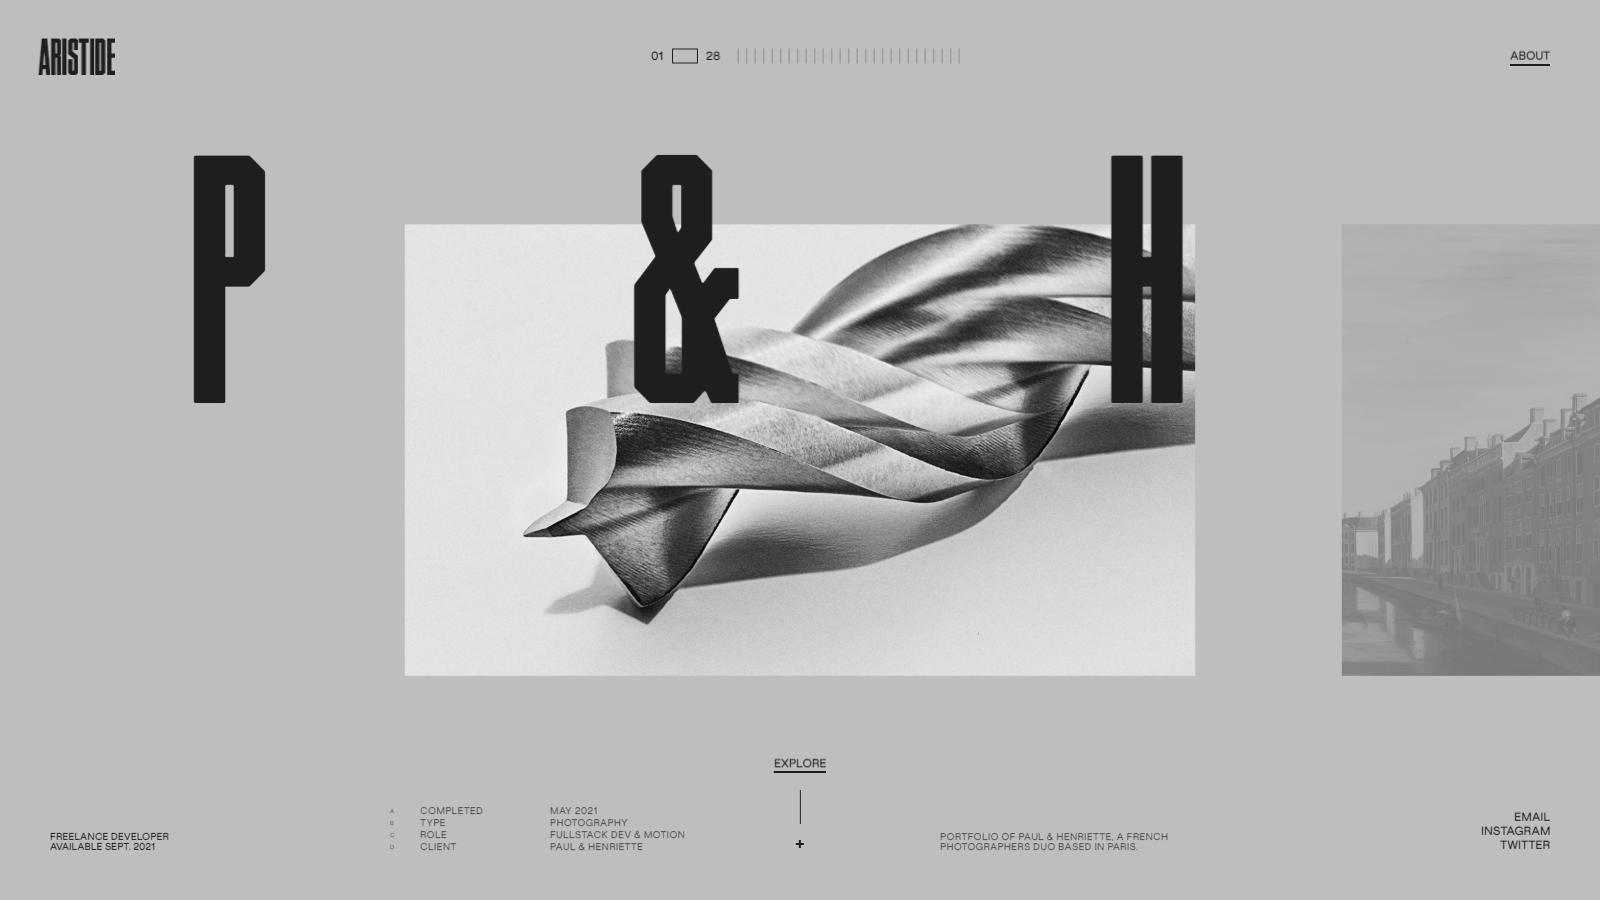 ARISTIDE
01 28
ABOUT
P & H
EXPLORE
A COMPLETED MAY 2021
B TYPE PHOTOGRAPHY
C ROLE FULLSTACK DEV & MOTION
D CLIENT PAUL & HENRIETTE
FREELANCE DEVELOPER
AVAILABLE SEPT. 2021
PORTFOLIO OF PAUL & HENRIETTE, A FRENCH
PHOTOGRAPHERS DUO BASED IN PARIS.
EMAIL
INSTAGRAM
TWITTER